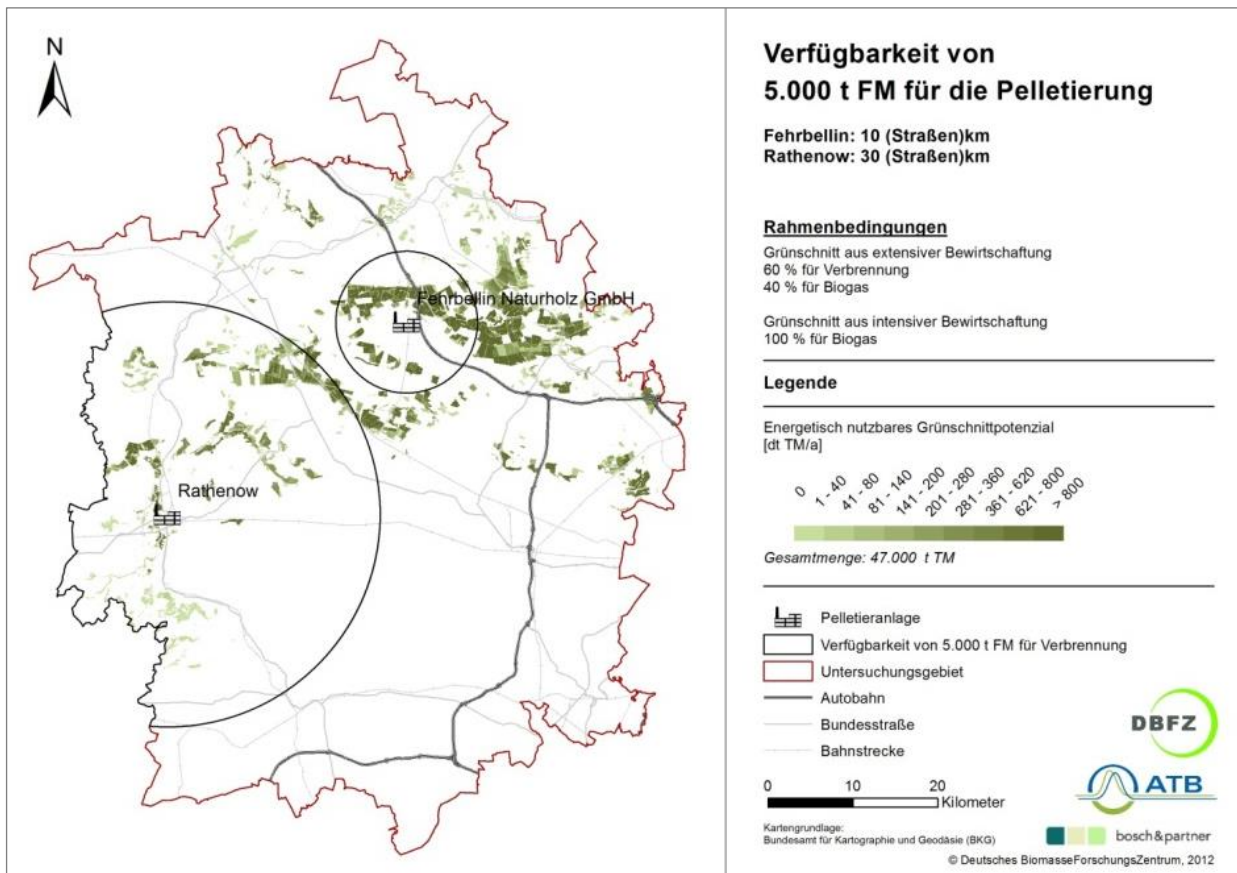 N
Fehrbellin Naturholz GmbH
Rathenow
Verfügbarkeit von
5.000 t FM für die Pelletierung
Fehrbellin: 10 (Straßen)km
Rathenow: 30 (Straßen)km
Rahmenbedingungen
Grünschnitt aus extensiver Bewirtschaftung
60 % für Verbrennung
40 % für Biogas
Grünschnitt aus intensiver Bewirtschaftung
100 % für Biogas
Legende
Energetisch nutzbares Grünschnittpotenzial
[dt TM/a]
0 1 - 40 41 - 80 81 - 140 141 - 200 201 - 280 281 - 360 361 - 620 621 - 800 > 800
Gesamtmenge: 47.000 t TM
Pelletieranlage
Verfügbarkeit von 5.000 t FM für Verbrennung
Untersuchungsgebiet
Autobahn
Bundesstraße
Bahnstrecke
DBFZ
0 10 20
Kilometer
ATB
Kartengrundlage:
Bundesamt für Kartographie und Geodäsie (BKG)
bosch&partner
© Deutsches BiomasseForschungsZentrum, 2012